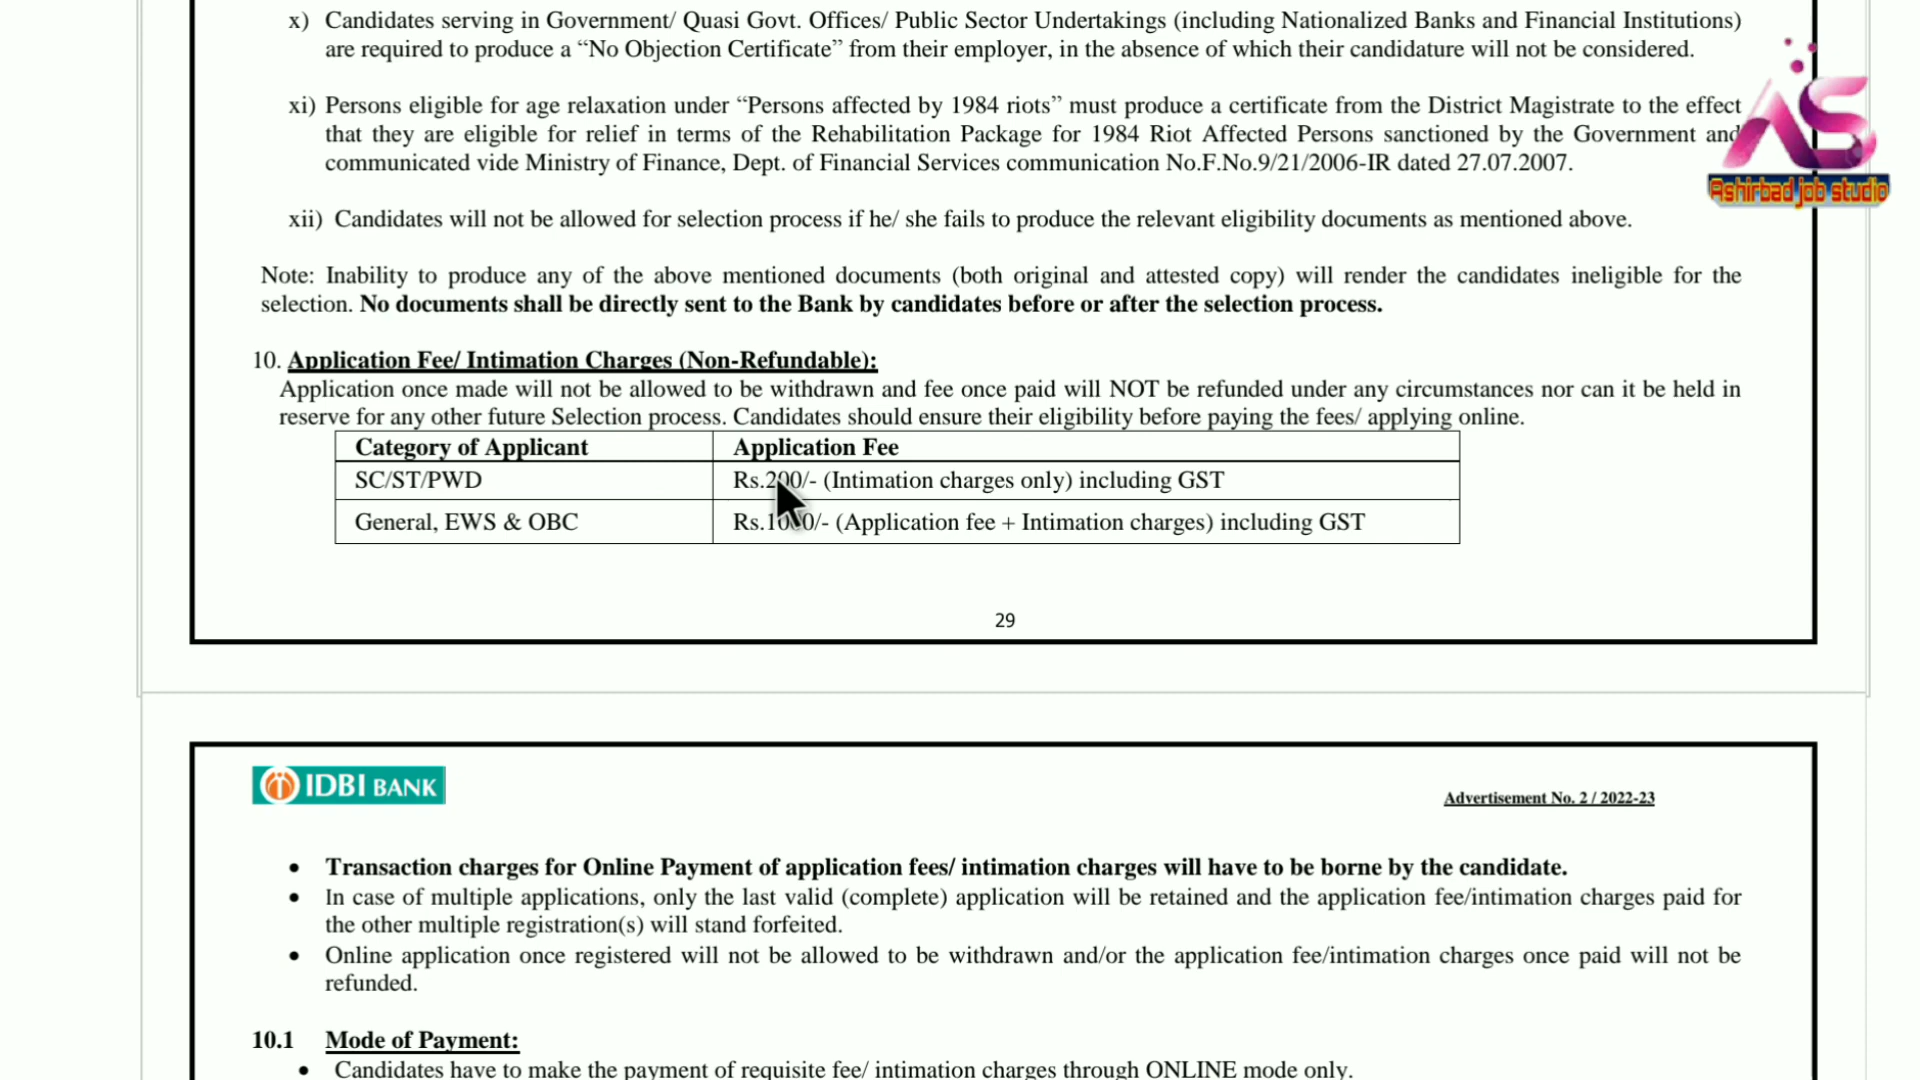 x) Candidates serving in Government/ Quasi Govt. Offices/ Public Sector Undertakings (including Nationalized Banks and Financial Institutions)
are required to produce a “No Objection Certificate” from their employer, in the absence of which their candidature will not be considered.
xi) Persons eligible for age relaxation under “Persons affected by 1984 riots” must produce a certificate from the District Magistrate to the effect
that they are eligible for relief in terms of the Rehabilitation Package for 1984 Riot Affected Persons sanctioned by the Government and
communicated vide Ministry of Finance, Dept. of Financial Services communication No.F.No.9/21/2006-IR dated 27.07.2007.
AS
Ashirbad job studio
xii) Candidates will not be allowed for selection process if he/ she fails to produce the relevant eligibility documents as mentioned above.
Note: Inability to produce any of the above mentioned documents (both original and attested copy) will render the candidates ineligible for the
selection. No documents shall be directly sent to the Bank by candidates before or after the selection process.
10. Application Fee/ Intimation Charges (Non-Refundable):
Application once made will not be allowed to be withdrawn and fee once paid will NOT be refunded under any circumstances nor can it be held in
reserve for any other future Selection process. Candidates should ensure their eligibility before paying the fees/ applying online.
Category of Applicant Application Fee
SC/ST/PWD Rs.200/- (Intimation charges only) including GST
General, EWS & OBC Rs.1000/- (Application fee + Intimation charges) including GST
29
IDBI BANK
Advertisement No. 2 / 2022-23
• Transaction charges for Online Payment of application fees/ intimation charges will have to be borne by the candidate.
• In case of multiple applications, only the last valid (complete) application will be retained and the application fee/intimation charges paid for
the other multiple registration(s) will stand forfeited.
• Online application once registered will not be allowed to be withdrawn and/or the application fee/intimation charges once paid will not be
refunded.
10.1 Mode of Payment:
• Candidates have to make the payment of requisite fee/ intimation charges through ONLINE mode only.